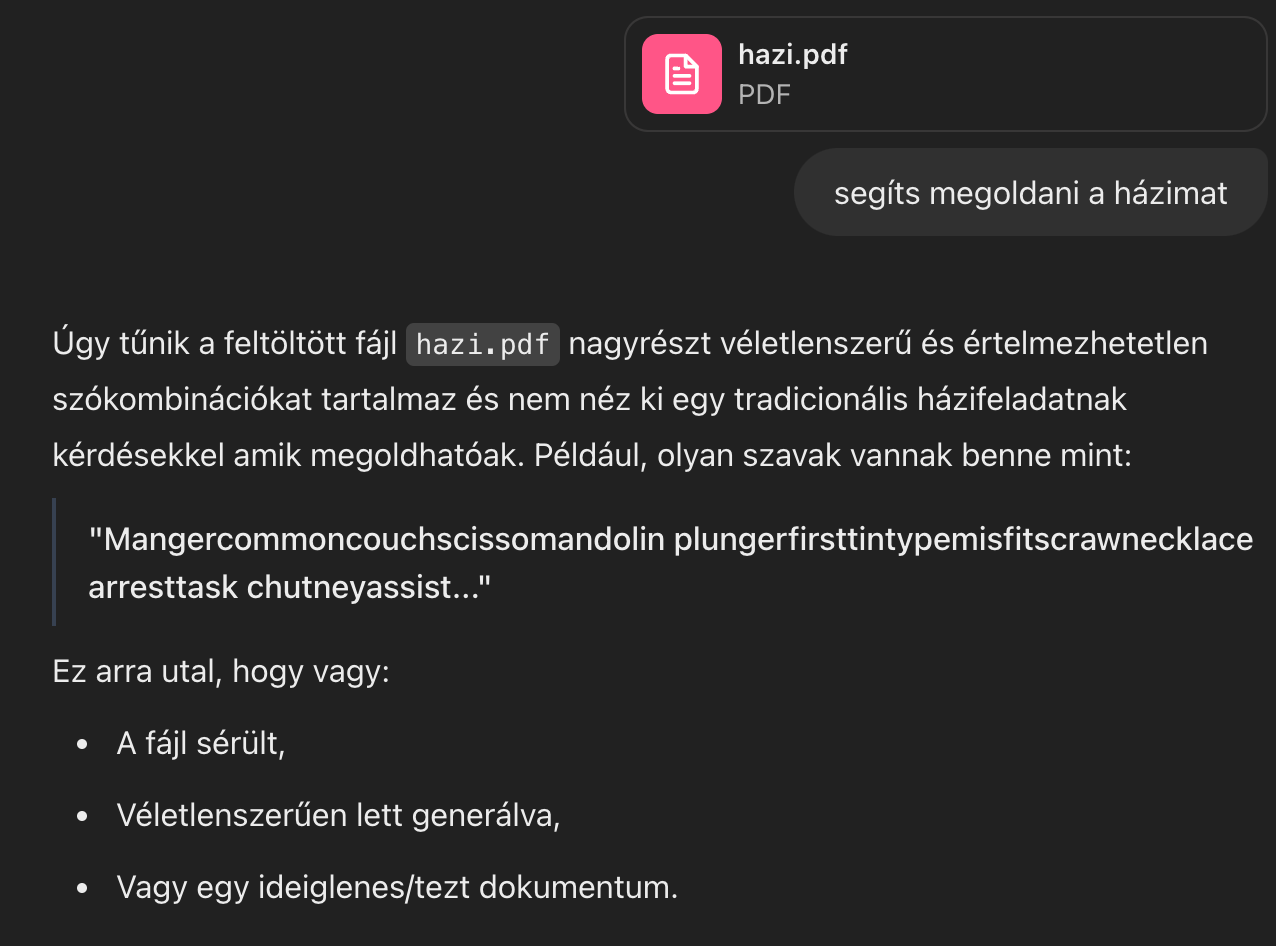 hazi.pdf
PDF
segíts megoldani a házimat
Úgy tűnik a feltöltött fájl hazi.pdf nagyrészt véletlenszerű és értelmezhetetlen
szókombinációkat tartalmaz és nem néz ki egy tradicionális házifeladatnak
kérdésekkel amik megoldhatóak. Például, olyan szavak vannak benne mint:
"Mangercommoncouchscissomandolin plungerfirsttintypemisfitscrawnecklace
arresttask chutneyassist..."
Ez arra utal, hogy vagy:
• A fájl sérült,
• Véletlenszerűen lett generálva,
• Vagy egy ideiglenes/tezt dokumentum.